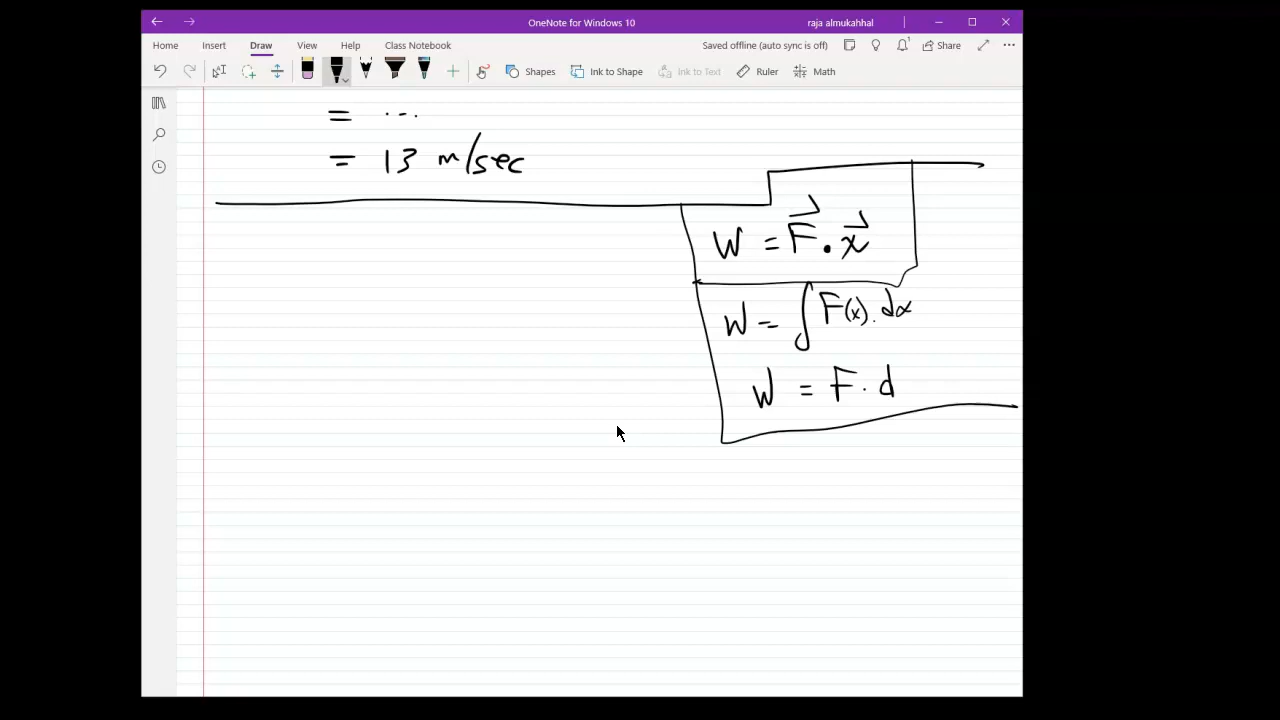 OneNote for Windows 10
raja almukahhal
Home Insert Draw View Help Class Notebook
Saved offline (auto sync is off)
Share
Shapes Ink to Shape Ink to Text Ruler Math
= ...
= 13 m/sec
W = F⃗ . x⃗
W = ∫ F(x). dx
W = F . d